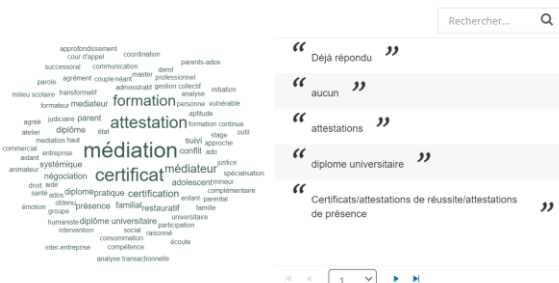 approfondissement
cour d'appel coordination
successoral communication parents-ados
parole agrément couple néant master demf professionnel
milieu scolaire transformatif administratif gestion collectif analyse initiation
formateur mediateur formation personne vulnérable
agréé judiciaire parent attestation aptitude formation continue
atelier diplôme état stage outil
mediation haut suivi approche
commercial entreprise médiation conflit ado
aidant systémique médiateur justice
animateur négociation certificat spécialisation
droit aidé adolescent mineur
santé ados diplome pratique certification enfant parental complémentaire
émotion obtenu présence familial restauratif famille
groupe universitaire
humaniste diplôme universitaire participation
intervention social raisonné
consommation écoute
inter-entreprise compétence
analyse transactionnelle
Rechercher...
“ Déjà répondu ”
“ aucun ”
“ attestations ”
“ diplome universitaire ”
“ Certificats/attestations de réussite/attestations
de présence ”
1